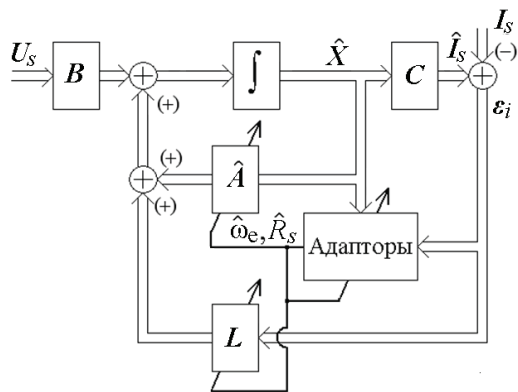 I_s
U_s B ∫ X̂ C Î_s (−)
(+) ε_i
(+)
Â
(+)
ω̂_e, R̂_s
Адапторы
L